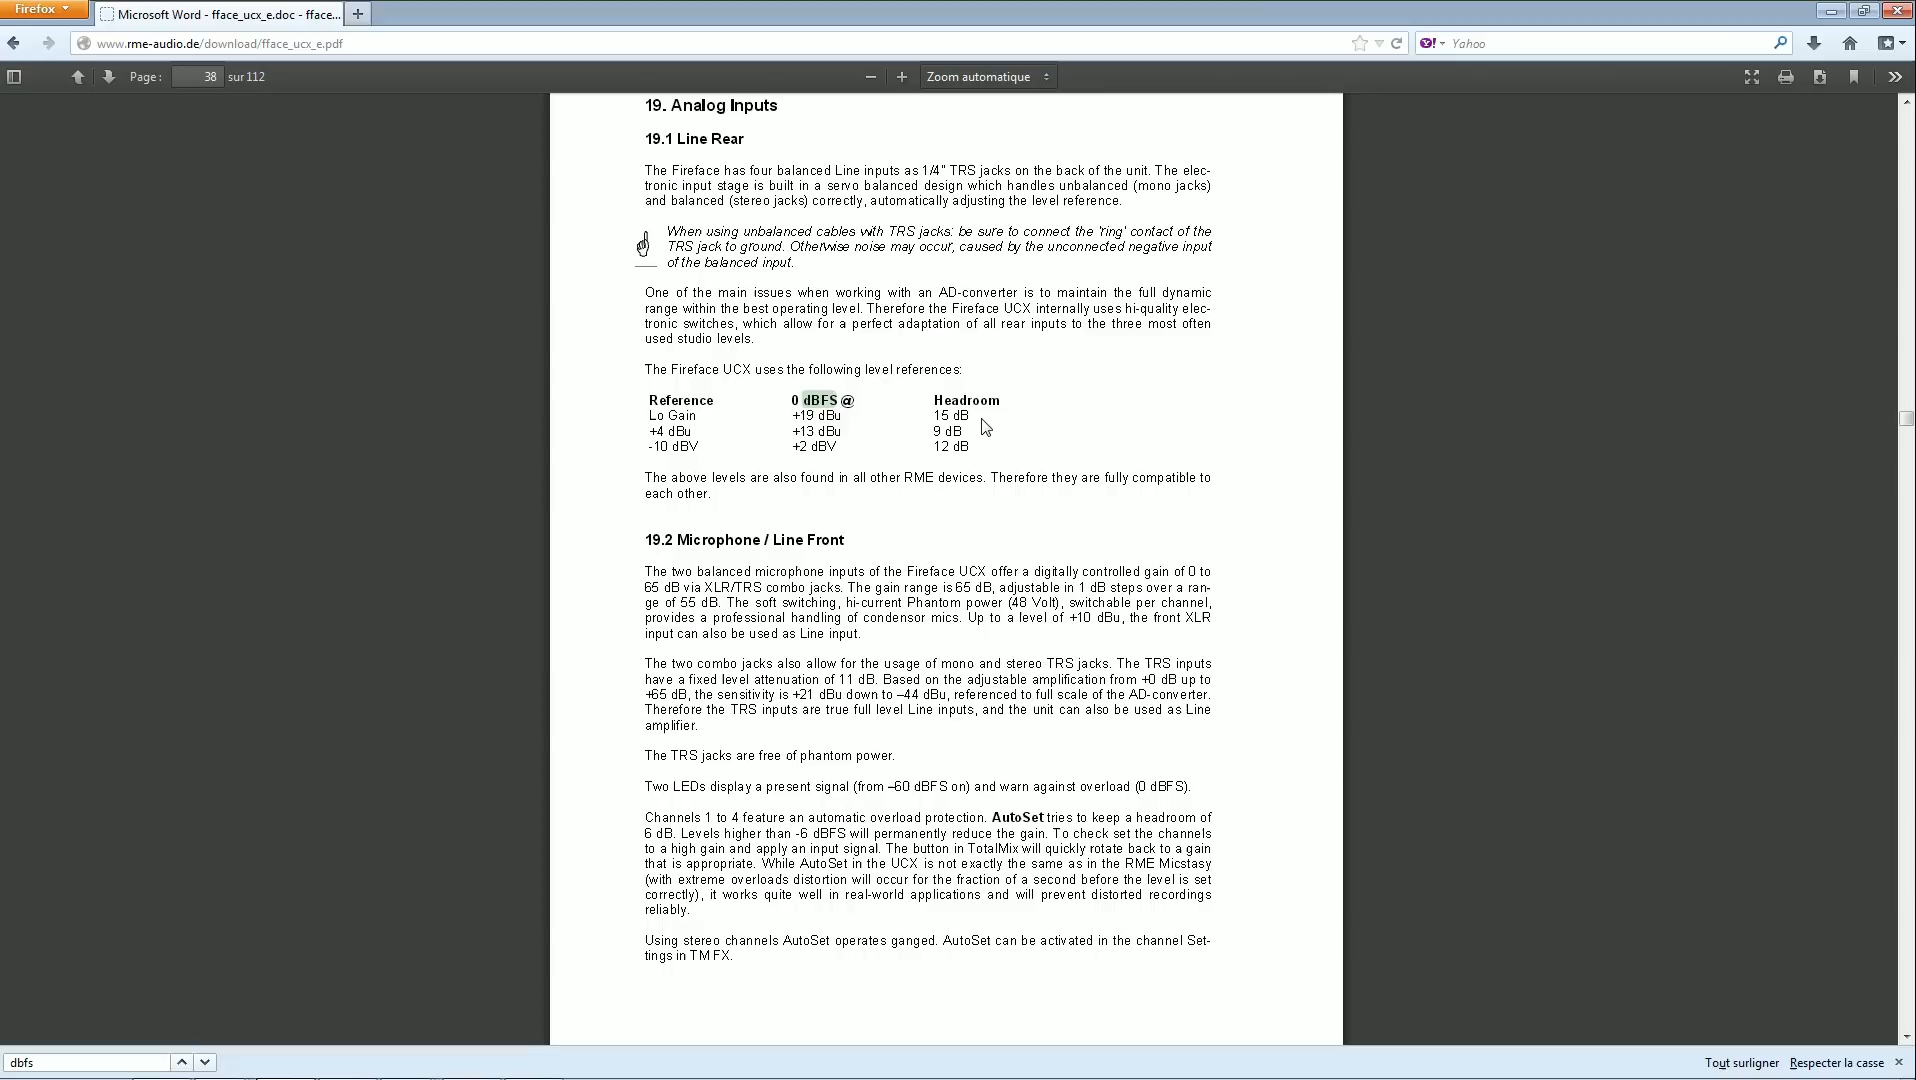 Firefox
Microsoft Word - fface_ucx_e.doc - fface...
www.rme-audio.de/download/fface_ucx_e.pdf
Yahoo
Page :
38
sur 112
Zoom automatique
19. Analog Inputs
19.1 Line Rear
The Fireface has four balanced Line inputs as 1/4" TRS jacks on the back of the unit. The elec-
tronic input stage is built in a servo balanced design which handles unbalanced (mono jacks)
and balanced (stereo jacks) correctly, automatically adjusting the level reference.
When using unbalanced cables with TRS jacks: be sure to connect the 'ring' contact of the
TRS jack to ground. Otherwise noise may occur, caused by the unconnected negative input
of the balanced input.
One of the main issues when working with an AD-converter is to maintain the full dynamic
range within the best operating level. Therefore the Fireface UCX internally uses hi-quality elec-
tronic switches, which allow for a perfect adaptation of all rear inputs to the three most often
used studio levels.
The Fireface UCX uses the following level references:
Reference 0 dBFS @ Headroom
Lo Gain +19 dBu 15 dB
+4 dBu +13 dBu 9 dB
-10 dBV +2 dBV 12 dB
The above levels are also found in all other RME devices. Therefore they are fully compatible to
each other.
19.2 Microphone / Line Front
The two balanced microphone inputs of the Fireface UCX offer a digitally controlled gain of 0 to
65 dB via XLR/TRS combo jacks. The gain range is 65 dB, adjustable in 1 dB steps over a ran-
ge of 55 dB. The soft switching, hi-current Phantom power (48 Volt), switchable per channel,
provides a professional handling of condensor mics. Up to a level of +10 dBu, the front XLR
input can also be used as Line input.
The two combo jacks also allow for the usage of mono and stereo TRS jacks. The TRS inputs
have a fixed level attenuation of 11 dB. Based on the adjustable amplification from +0 dB up to
+65 dB, the sensitivity is +21 dBu down to –44 dBu, referenced to full scale of the AD-converter.
Therefore the TRS inputs are true full level Line inputs, and the unit can also be used as Line
amplifier.
The TRS jacks are free of phantom power.
Two LEDs display a present signal (from –60 dBFS on) and warn against overload (0 dBFS).
Channels 1 to 4 feature an automatic overload protection. AutoSet tries to keep a headroom of
6 dB. Levels higher than -6 dBFS will permanently reduce the gain. To check set the channels
to a high gain and apply an input signal. The button in TotalMix will quickly rotate back to a gain
that is appropriate. While AutoSet in the UCX is not exactly the same as in the RME Micstasy
(with extreme overloads distortion will occur for the fraction of a second before the level is set
correctly), it works quite well in real-world applications and will prevent distorted recordings
reliably.
Using stereo channels AutoSet operates ganged. AutoSet can be activated in the channel Set-
tings in TM FX.
dbfs
Tout surligner
Respecter la casse